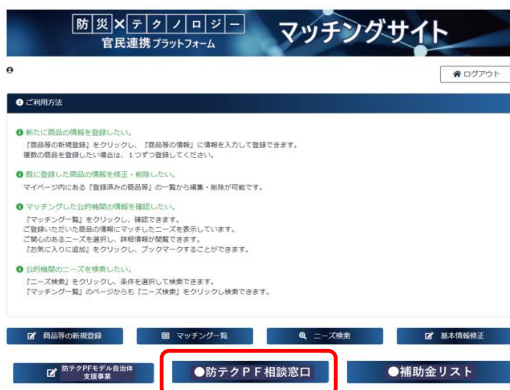 防災×テクノロジー
官民連携プラットフォーム
マッチングサイト
ログアウト
ご利用方法
新たに商品の情報を登録したい。
『商品等の新規登録』をクリックし、『商品等の情報』に情報を入力して登録できます。
複数の商品を登録したい場合は、1つずつ登録してください。
既に登録した商品の情報を修正・削除したい。
マイページ内にある『登録済みの商品等』の一覧から編集・削除が可能です。
マッチングした公的機関の情報を確認したい。
『マッチング一覧』をクリックし、確認できます。
ご登録いただいた商品の情報にマッチしたニーズを表示しています。
ご関心のあるニーズを選択し、詳細情報が閲覧できます。
『お気に入りに追加』をクリックし、ブックマークすることができます。
公的機関のニーズを検索したい。
『ニーズ検索』をクリックし、条件を選択して検索できます。
『マッチング一覧』のページからも『ニーズ検索』をクリックし検索できます。
商品等の新規登録
マッチング一覧
ニーズ検索
基本情報修正
防テクPFモデル自治体
支援事業
●防テクPF相談窓口
●補助金リスト